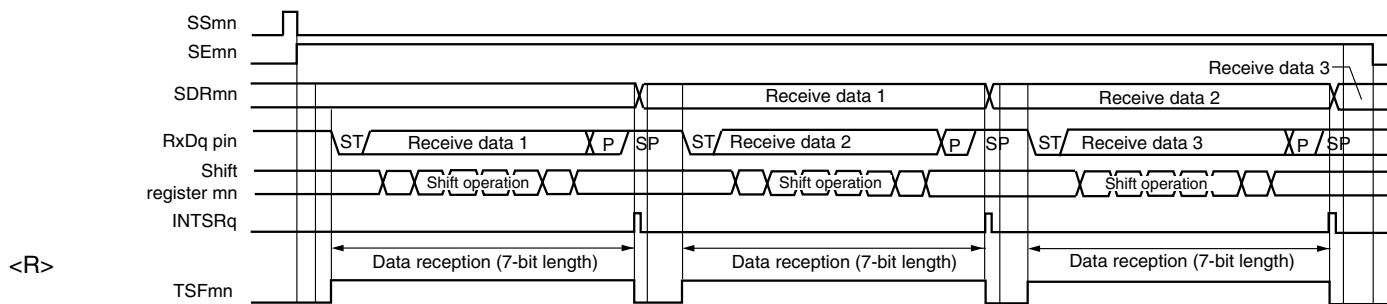 SSmn
SEmn
Receive data 3
SDRmn Receive data 1 Receive data 2
RxDq pin ST Receive data 1 P SP ST Receive data 2 P SP ST Receive data 3 P SP
Shift
register mn Shift operation Shift operation Shift operation
INTSRq
<R> Data reception (7-bit length) Data reception (7-bit length) Data reception (7-bit length)
TSFmn